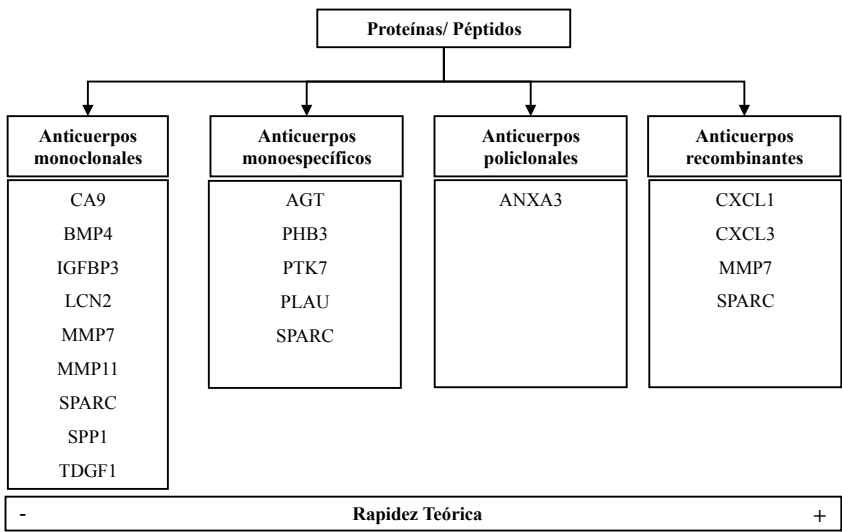 Proteínas/ Péptidos
Anticuerpos
monoclonales
CA9
BMP4
IGFBP3
LCN2
MMP7
MMP11
SPARC
SPP1
TDGF1
Anticuerpos
monoespecíficos
AGT
PHB3
PTK7
PLAU
SPARC
Anticuerpos
policlonales
ANXA3
Anticuerpos
recombinantes
CXCL1
CXCL3
MMP7
SPARC
- Rapidez Teórica +